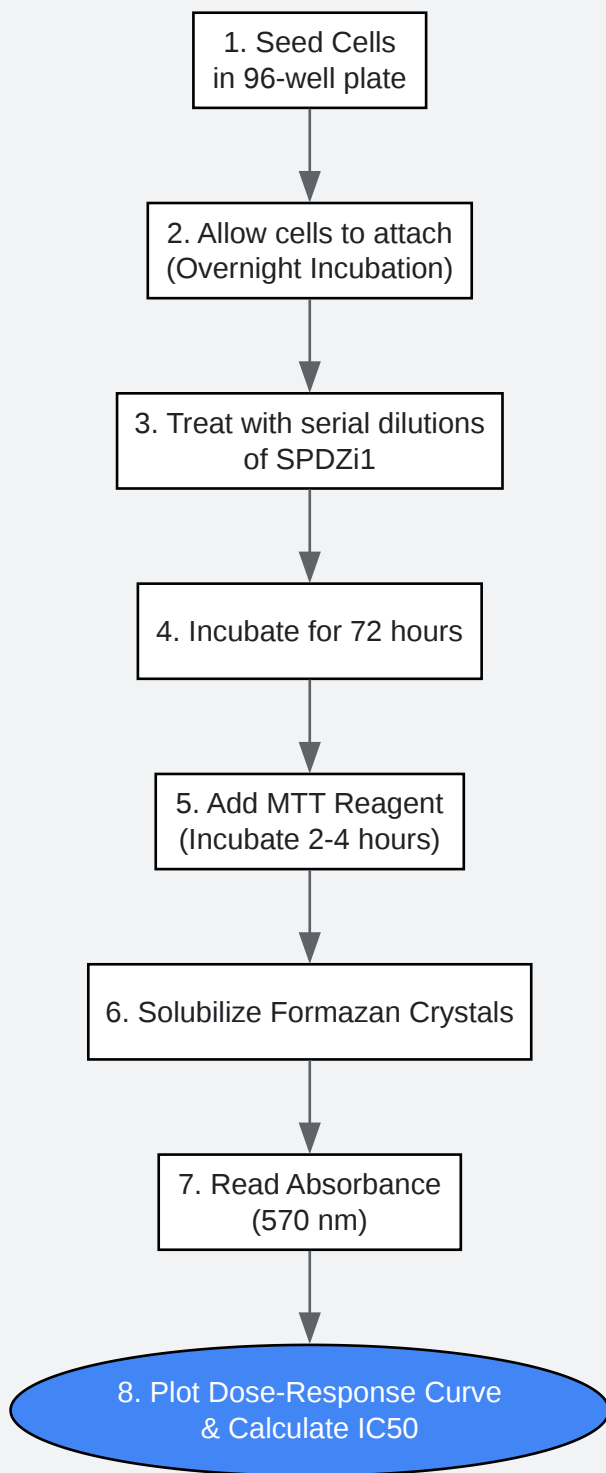 1. Seed Cells
in 96-well plate
2. Allow cells to attach
(Overnight Incubation)
3. Treat with serial dilutions
of SPDZi1
4. Incubate for 72 hours
5. Add MTT Reagent
(Incubate 2-4 hours)
6. Solubilize Formazan Crystals
7. Read Absorbance
(570 nm)
8. Plot Dose-Response Curve
& Calculate IC50